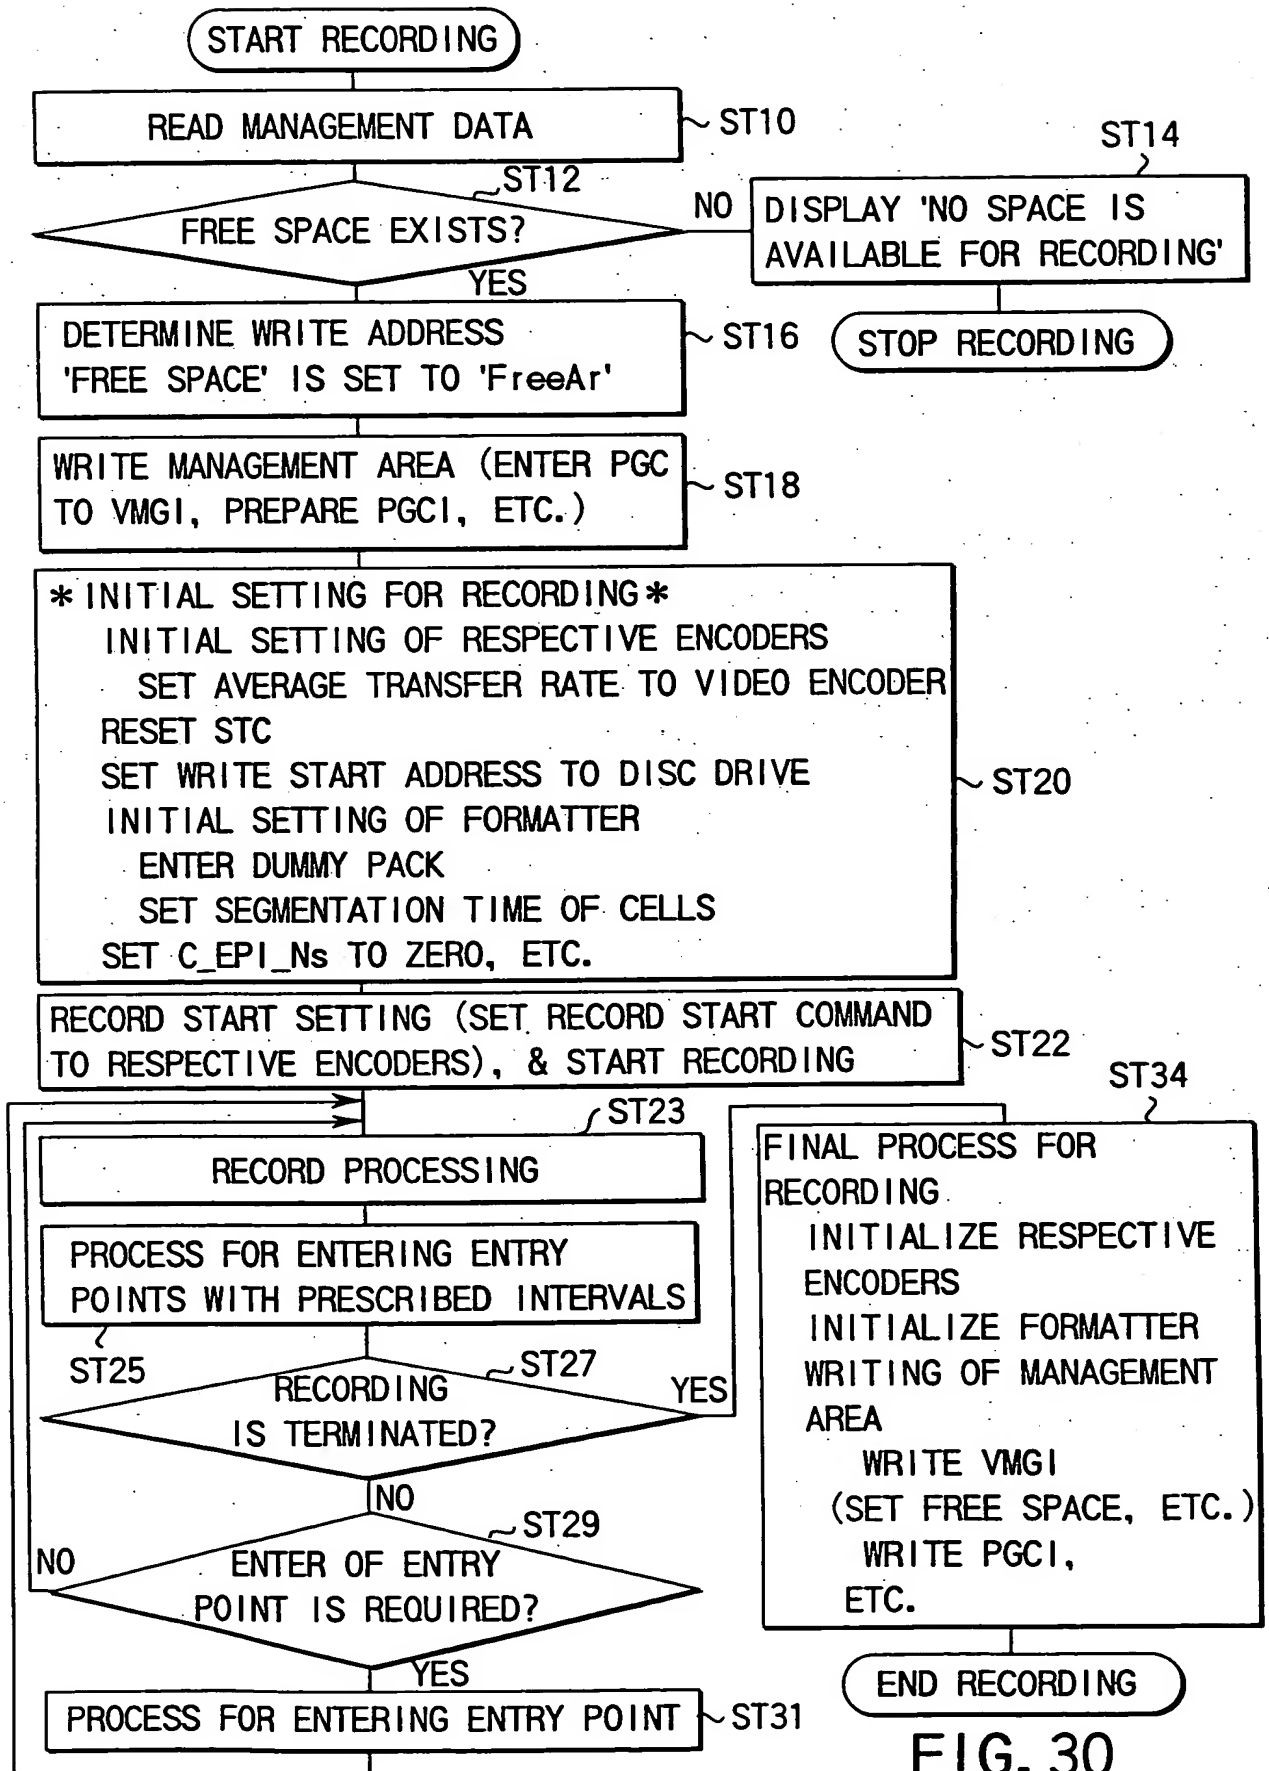 START RECORDING
READ MANAGEMENT DATA
ST10
ST12
FREE SPACE EXISTS?
NO
YES
ST14
DISPLAY 'NO SPACE IS
AVAILABLE FOR RECORDING'
STOP RECORDING
DETERMINE WRITE ADDRESS
'FREE SPACE' IS SET TO 'FreeAr'
ST16
WRITE MANAGEMENT AREA (ENTER PGC
TO VMGI, PREPARE PGCI, ETC.)
ST18
*INITIAL SETTING FOR RECORDING*
INITIAL SETTING OF RESPECTIVE ENCODERS
SET AVERAGE TRANSFER RATE TO VIDEO ENCODER
RESET STC
SET WRITE START ADDRESS TO DISC DRIVE
INITIAL SETTING OF FORMATTER
ENTER DUMMY PACK
SET SEGMENTATION TIME OF CELLS
SET C_EPI_Ns TO ZERO, ETC.
ST20
RECORD START SETTING (SET RECORD START COMMAND
TO RESPECTIVE ENCODERS), & START RECORDING
ST22
ST23
RECORD PROCESSING
PROCESS FOR ENTERING ENTRY
POINTS WITH PRESCRIBED INTERVALS
ST25
ST27
RECORDING
IS TERMINATED?
YES
NO
ST29
ENTER OF ENTRY
POINT IS REQUIRED?
NO
YES
PROCESS FOR ENTERING ENTRY POINT
ST31
ST34
FINAL PROCESS FOR
RECORDING
INITIALIZE RESPECTIVE
ENCODERS
INITIALIZE FORMATTER
WRITING OF MANAGEMENT
AREA
WRITE VMGI
(SET FREE SPACE, ETC.)
WRITE PGCI,
ETC.
END RECORDING
FIG. 30